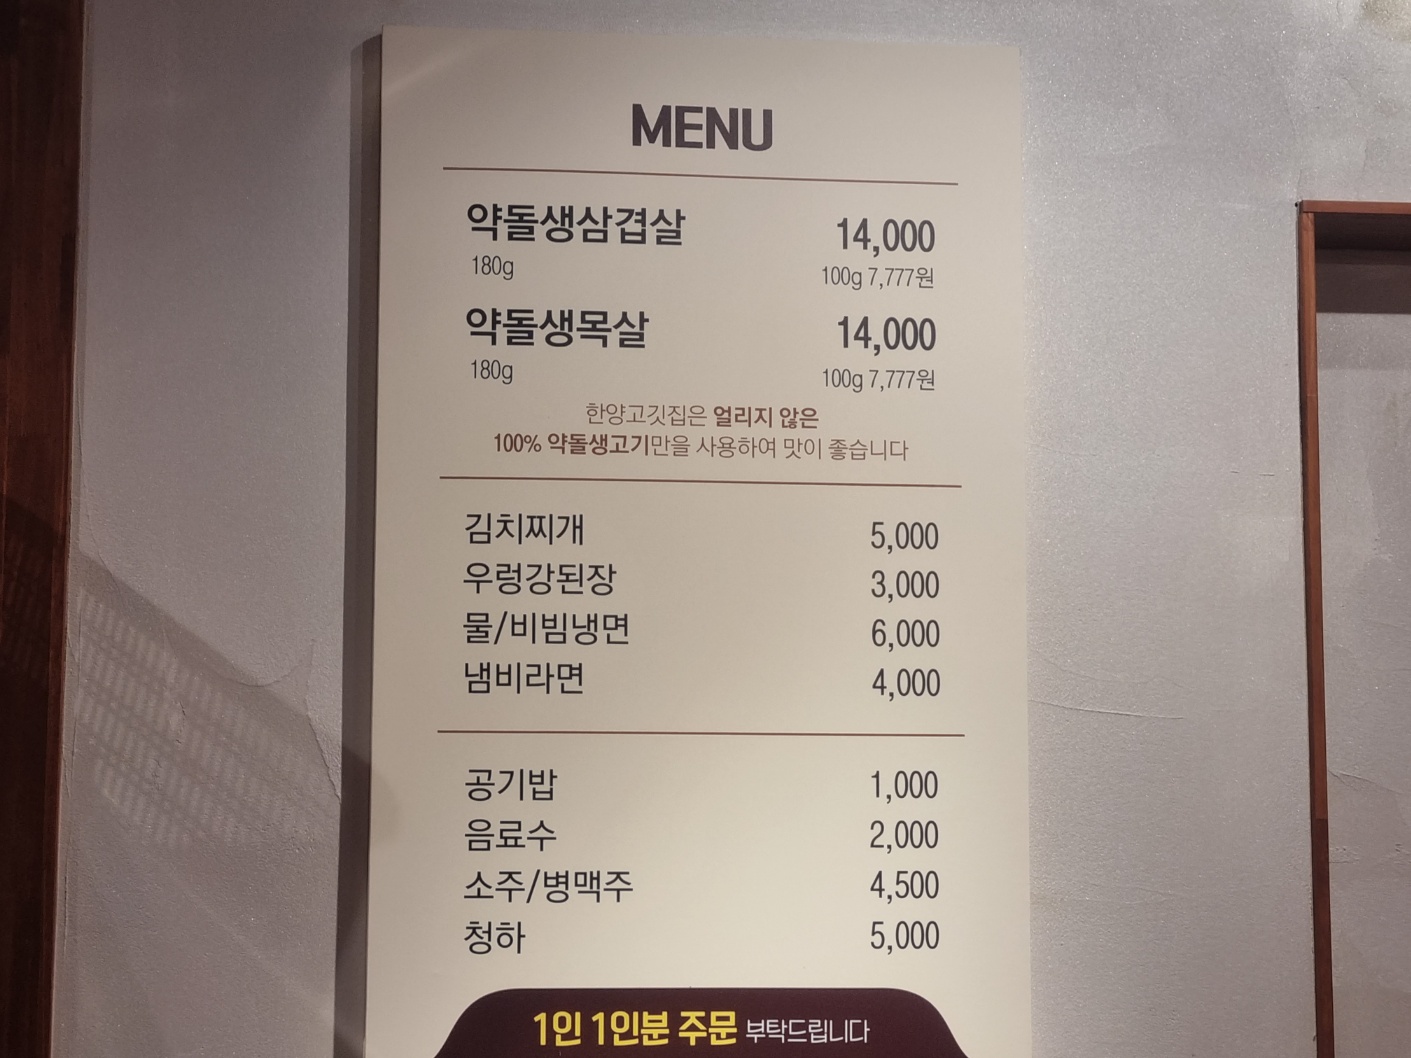 MENU
약돌생삼겹살 14,000
180g 100g 7,777원
약돌생목살 14,000
180g 100g 7,777원
한양고깃집은 얼리지 않은
100% 약돌생고기만을 사용하여 맛이 좋습니다
김치찌개 5,000
우렁강된장 3,000
물/비빔냉면 6,000
냄비라면 4,000
공기밥 1,000
음료수 2,000
소주/병맥주 4,500
청하 5,000
1인 1인분 주문 부탁드립니다